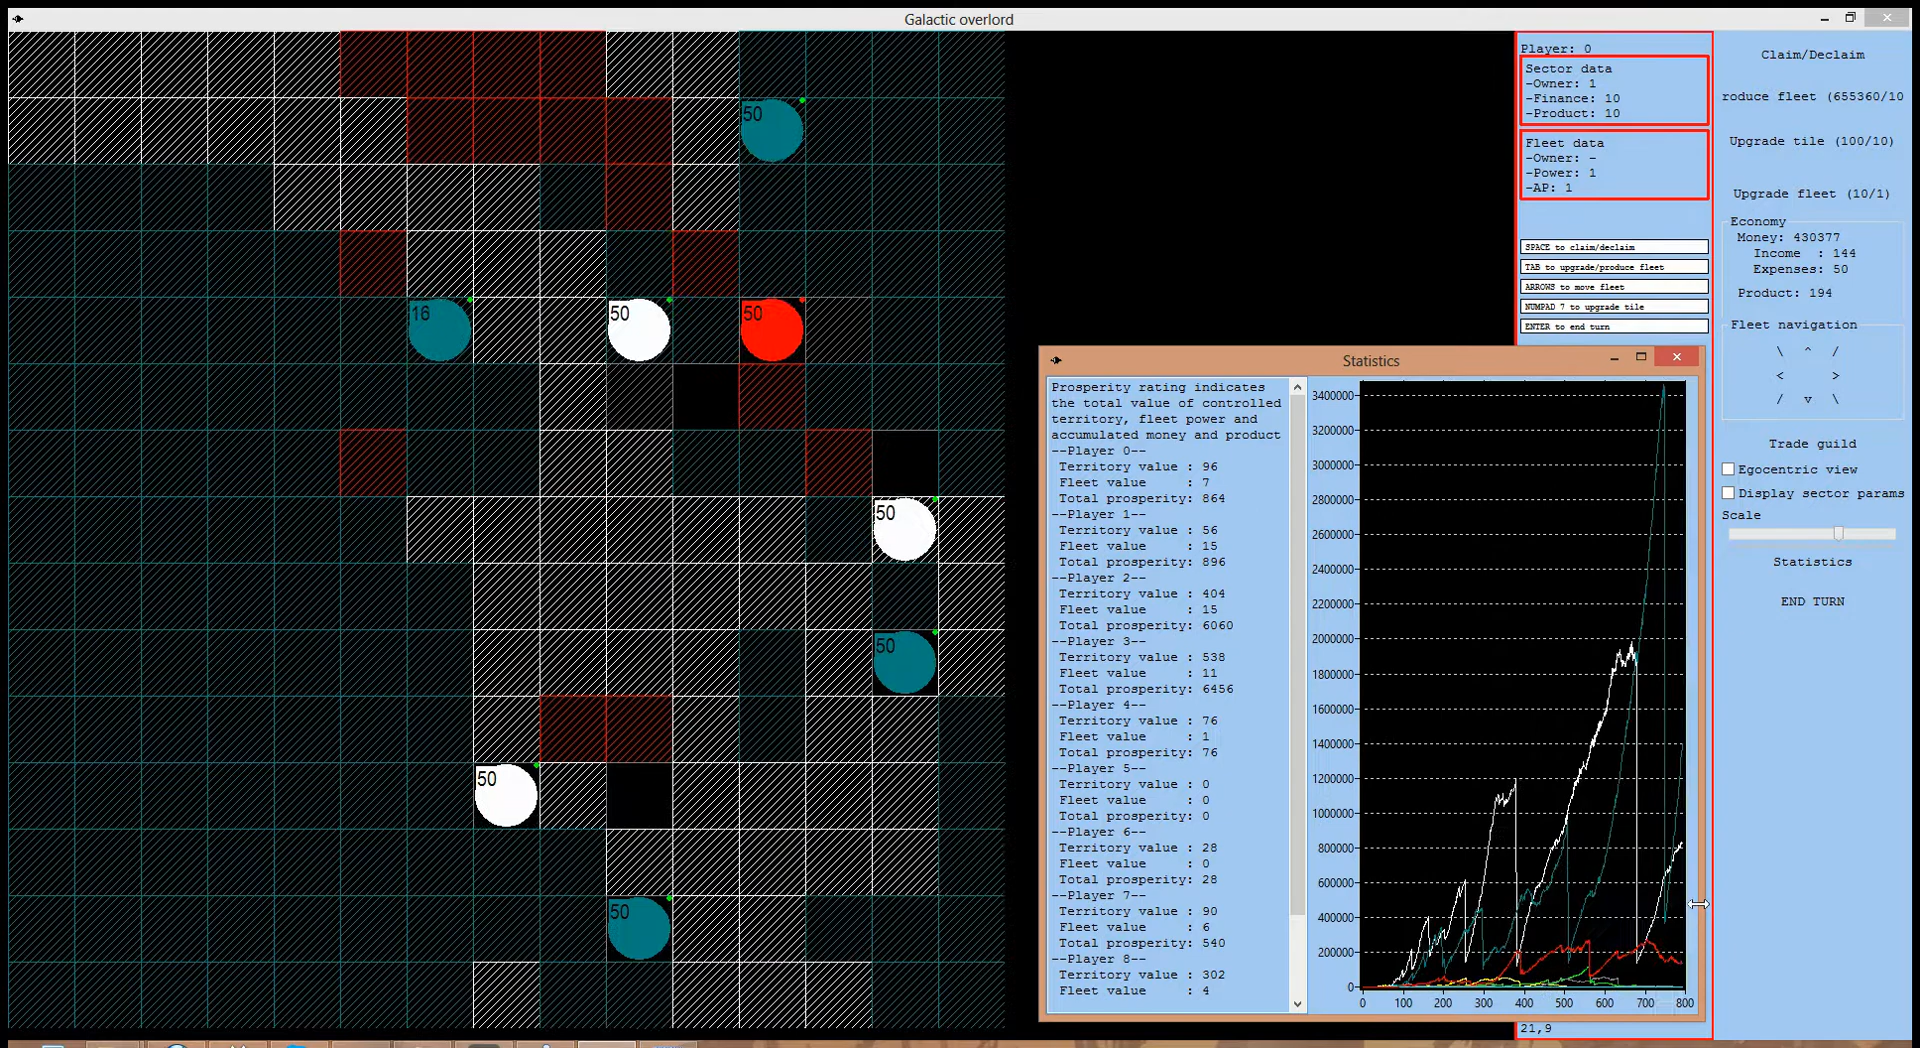 Galactic overlord
50
16
50
50
50
50
50
50
Player: 0
Sector data
-Owner: 1
-Finance: 10
-Product: 10
Fleet data
-Owner: -
-Power: 1
-AP: 1
SPACE to claim/declaim
TAB to upgrade/produce fleet
ARROWS to move fleet
NUMPAD 7 to upgrade tile
ENTER to end turn
Claim/Declaim
roduce fleet (655360/10
Upgrade tile (100/10)
Upgrade fleet (10/1)
Economy
Money: 430377
Income : 144
Expenses: 50
Product: 194
Fleet navigation
\ ^ /
< >
/ v \
Trade guild
Egocentric view
Display sector params
Scale
Statistics
END TURN
Statistics
Prosperity rating indicates
the total value of controlled
territory, fleet power and
accumulated money and product
--Player 0--
Territory value : 96
Fleet value : 7
Total prosperity: 864
--Player 1--
Territory value : 56
Fleet value : 15
Total prosperity: 896
--Player 2--
Territory value : 404
Fleet value : 15
Total prosperity: 6060
--Player 3--
Territory value : 538
Fleet value : 11
Total prosperity: 6456
--Player 4--
Territory value : 76
Fleet value : 1
Total prosperity: 76
--Player 5--
Territory value : 0
Fleet value : 0
Total prosperity: 0
--Player 6--
Territory value : 28
Fleet value : 0
Total prosperity: 28
--Player 7--
Territory value : 90
Fleet value : 6
Total prosperity: 540
--Player 8--
Territory value : 302
Fleet value : 4
3400000
3200000
3000000
2800000
2600000
2400000
2200000
2000000
1800000
1600000
1400000
1200000
1000000
800000
600000
400000
200000
0
0 100 200 300 400 500 600 700 800
21,9